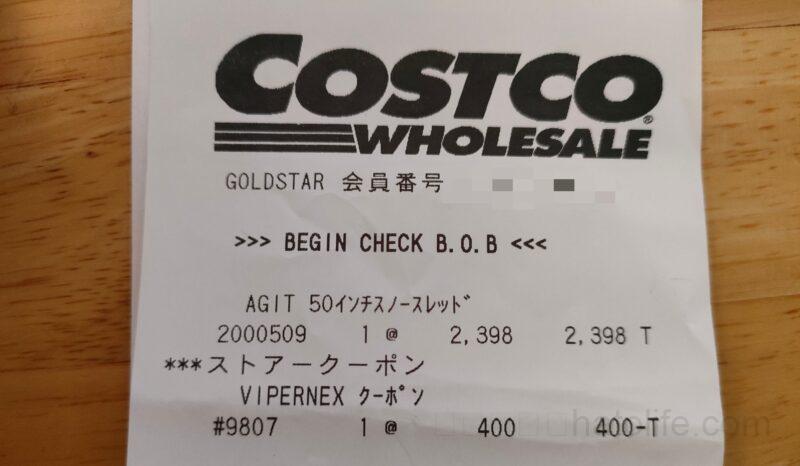 COSTCO
WHOLESALE
GOLDSTAR 会員番号
>>> BEGIN CHECK B.O.B <<<
AGIT 50ｲﾝﾁｽﾉｰｽﾚｯﾄﾞ
2000509 1 @ 2,398 2,398 T
***ストアークーポン
VIPERNEX ｸｰﾎﾟﾝ
#9807 1 @ 400 400-T